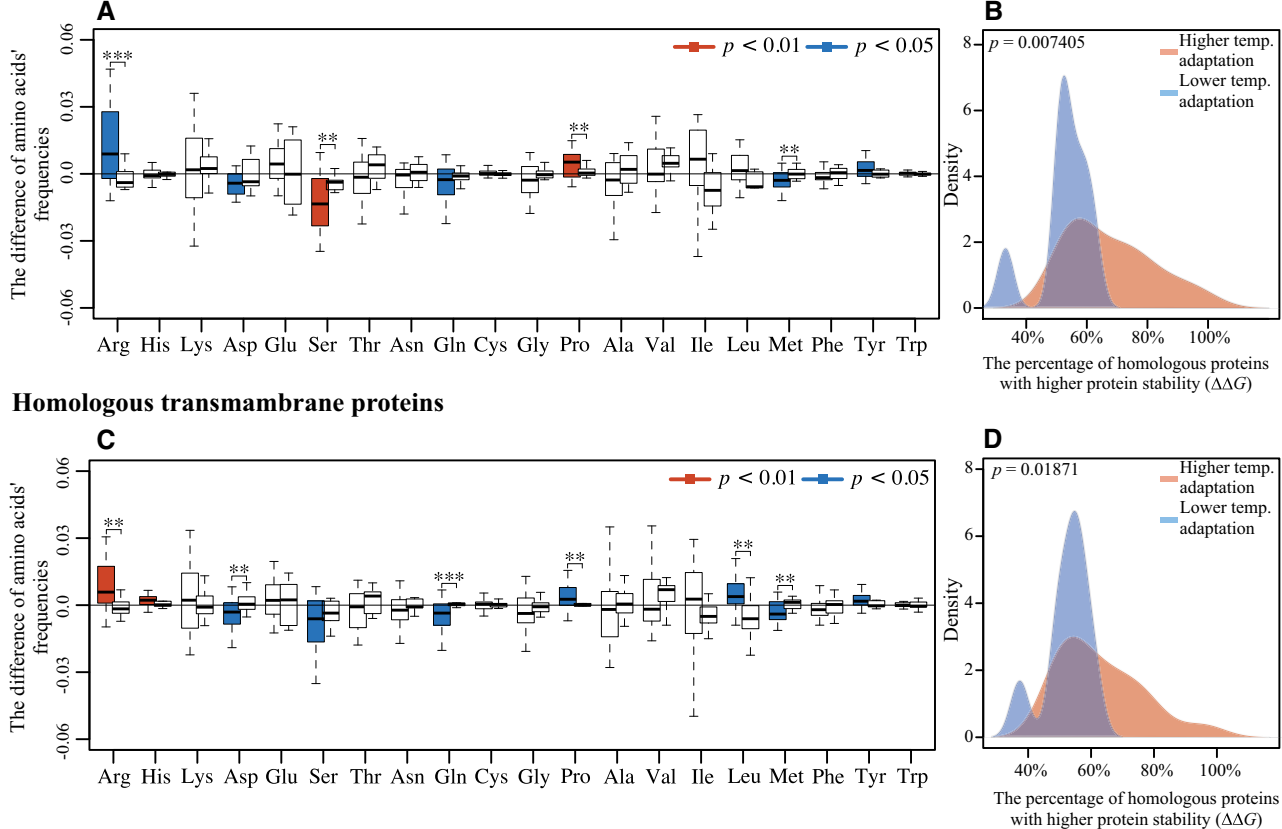 A
The difference of amino acids'
frequencies
0.06
0.03
0.0
-0.03
-0.06
***
**
**
**
p < 0.01
p < 0.05
Arg His Lys Asp Glu Ser Thr Asn Gln Cys Gly Pro Ala Val Ile Leu Met Phe Tyr Trp
B
p = 0.007405
Higher temp.
adaptation
Lower temp.
adaptation
Density
8
6
4
2
0
40% 60% 80% 100%
The percentage of homologous proteins
with higher protein stability (ΔΔG)
Homologous transmambrane proteins
C
The difference of amino acids'
frequencies
0.06
0.03
0.0
-0.03
-0.06
**
**
***
**
**
**
p < 0.01
p < 0.05
Arg His Lys Asp Glu Ser Thr Asn Gln Cys Gly Pro Ala Val Ile Leu Met Phe Tyr Trp
D
p = 0.01871
Higher temp.
adaptation
Lower temp.
adaptation
Density
8
6
4
2
0
40% 60% 80% 100%
The percentage of homologous proteins
with higher protein stability (ΔΔG)